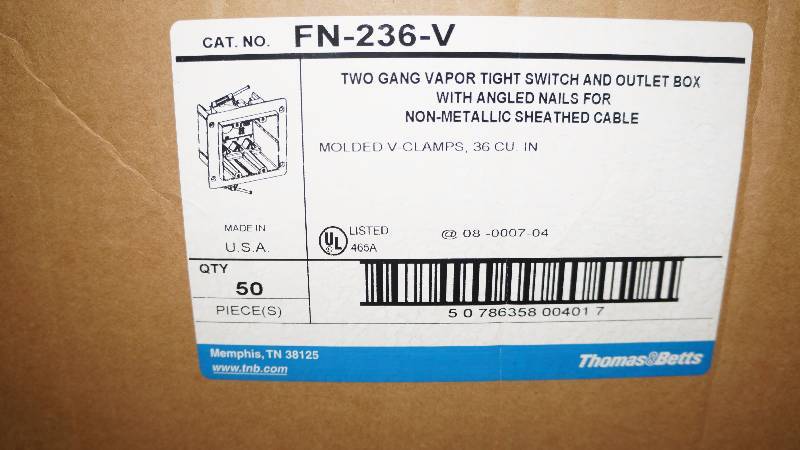 CAT. NO. FN-236-V
TWO GANG VAPOR TIGHT SWITCH AND OUTLET BOX
WITH ANGLED NAILS FOR
NON-METALLIC SHEATHED CABLE
MOLDED V-CLAMPS, 36 CU. IN
MADE IN
U.S.A.
UL LISTED
465A
@ 08 -0007-04
QTY
50
PIECE(S)
5 0 786358 00401 7
Memphis, TN 38125
www.tnb.com
Thomas&Betts